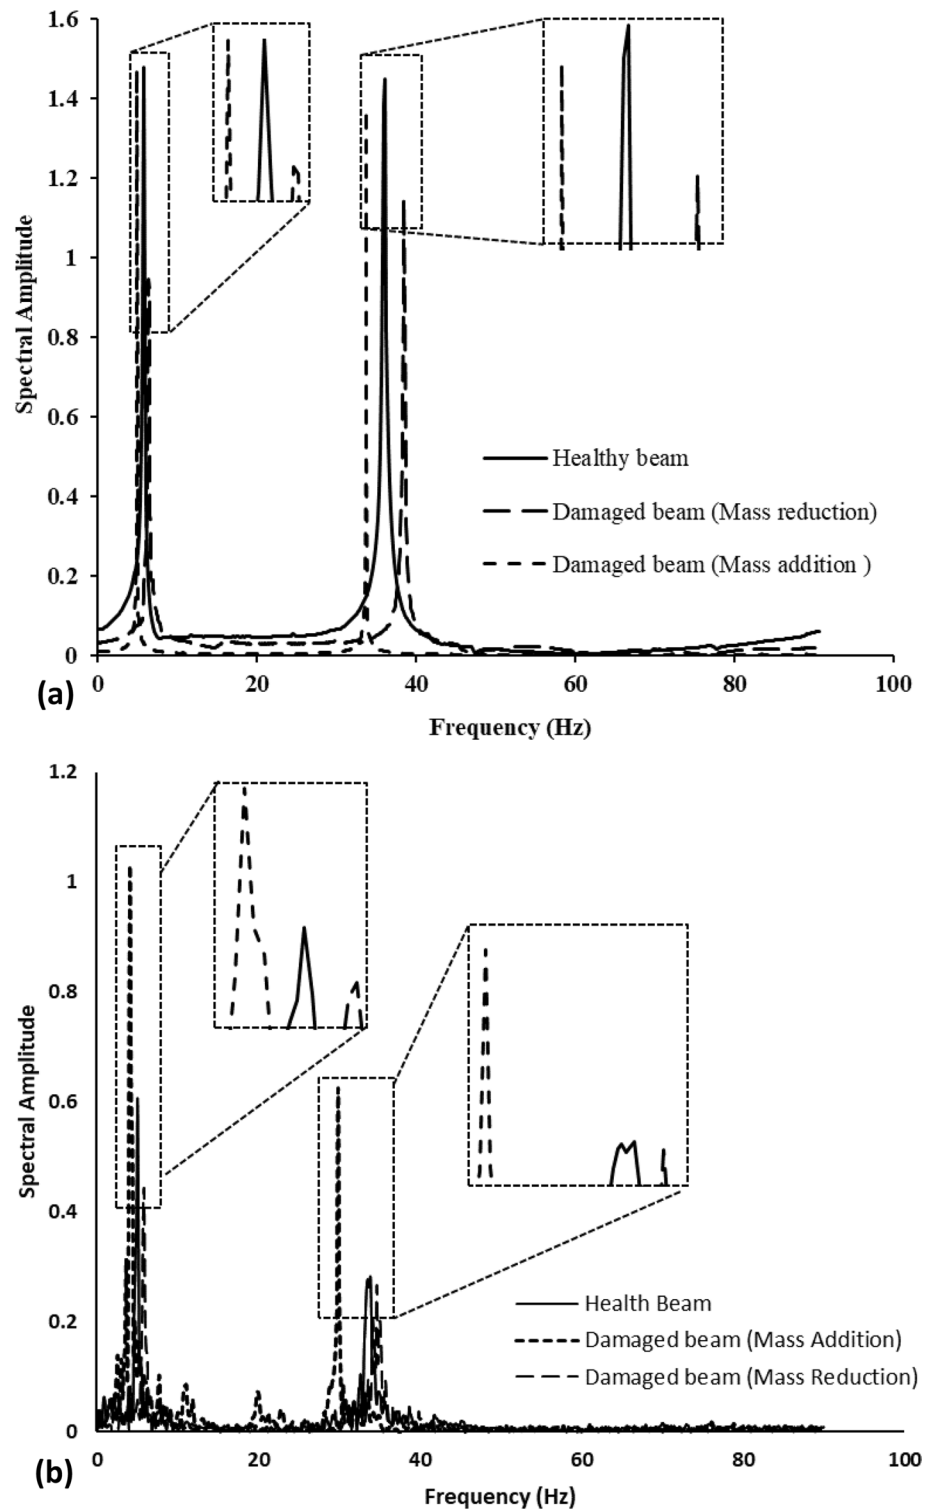 1.6
1.4
1.2
1
0.8
0.6
0.4
0.2
0
Spectral Amplitude
Healthy beam
Damaged beam (Mass reduction)
Damaged beam (Mass addition )
0 20 40 60 80 100
(a)
Frequency (Hz)
1.2
1
0.8
0.6
0.4
0.2
0
Spectral Amplitude
Health Beam
Damaged beam (Mass Addition)
Damaged beam (Mass Reduction)
0 20 40 60 80 100
(b)
Frequency (Hz)